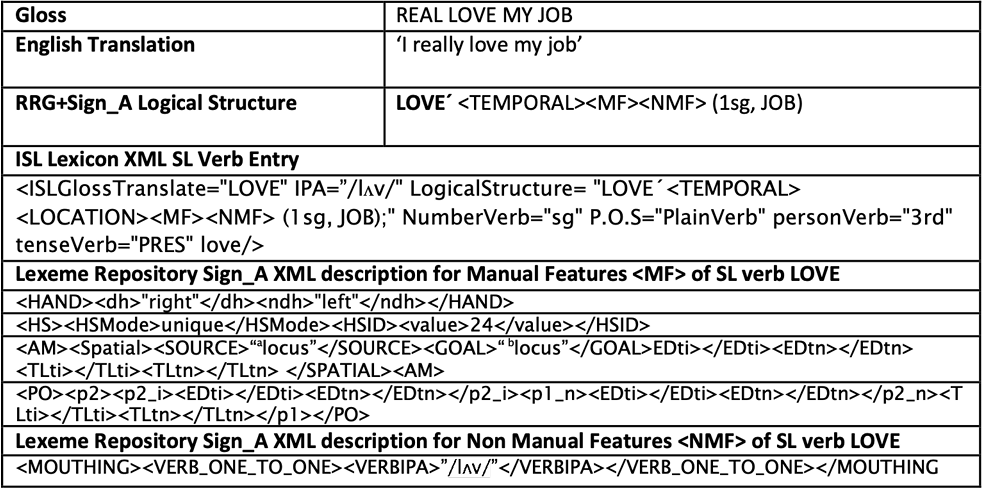 Gloss REAL LOVE MY JOB
English Translation ‘I really love my job’
RRG+Sign_A Logical Structure LOVE´ <TEMPORAL><MF><NMF> (1sg, JOB)
ISL Lexicon XML SL Verb Entry
<ISLGlossTranslate="LOVE" IPA=”/lʌv/" LogicalStructure= "LOVE´<TEMPORAL>
<LOCATION><MF><NMF> (1sg, JOB);" NumberVerb="sg" P.O.S="PlainVerb" personVerb="3rd"
tenseVerb="PRES" love/>
Lexeme Repository Sign_A XML description for Manual Features <MF> of SL verb LOVE
<HAND><dh>"right"</dh><ndh>"left"</ndh></HAND>
<HS><HSMode>unique</HSMode><HSID><value>24</value></HSID>
<AM><Spatial><SOURCE>“ᵃlocus”</SOURCE><GOAL>“ᵇlocus”</GOAL>EDti></EDti><EDtn></EDtn>
<TLti></TLti><TLtn></TLtn> </SPATIAL><AM>
<PO><p2><p2_i><EDti></EDti><EDtn></EDtn></p2_i><p1_n><EDti></EDti><EDtn></EDtn></p2_n><T
Lti></TLti><TLtn></TLtn></p1></PO>
Lexeme Repository Sign_A XML description for Non Manual Features <NMF> of SL verb LOVE
<MOUTHING><VERB_ONE_TO_ONE><VERBIPA>”/lʌv/”</VERBIPA></VERB_ONE_TO_ONE></MOUTHING